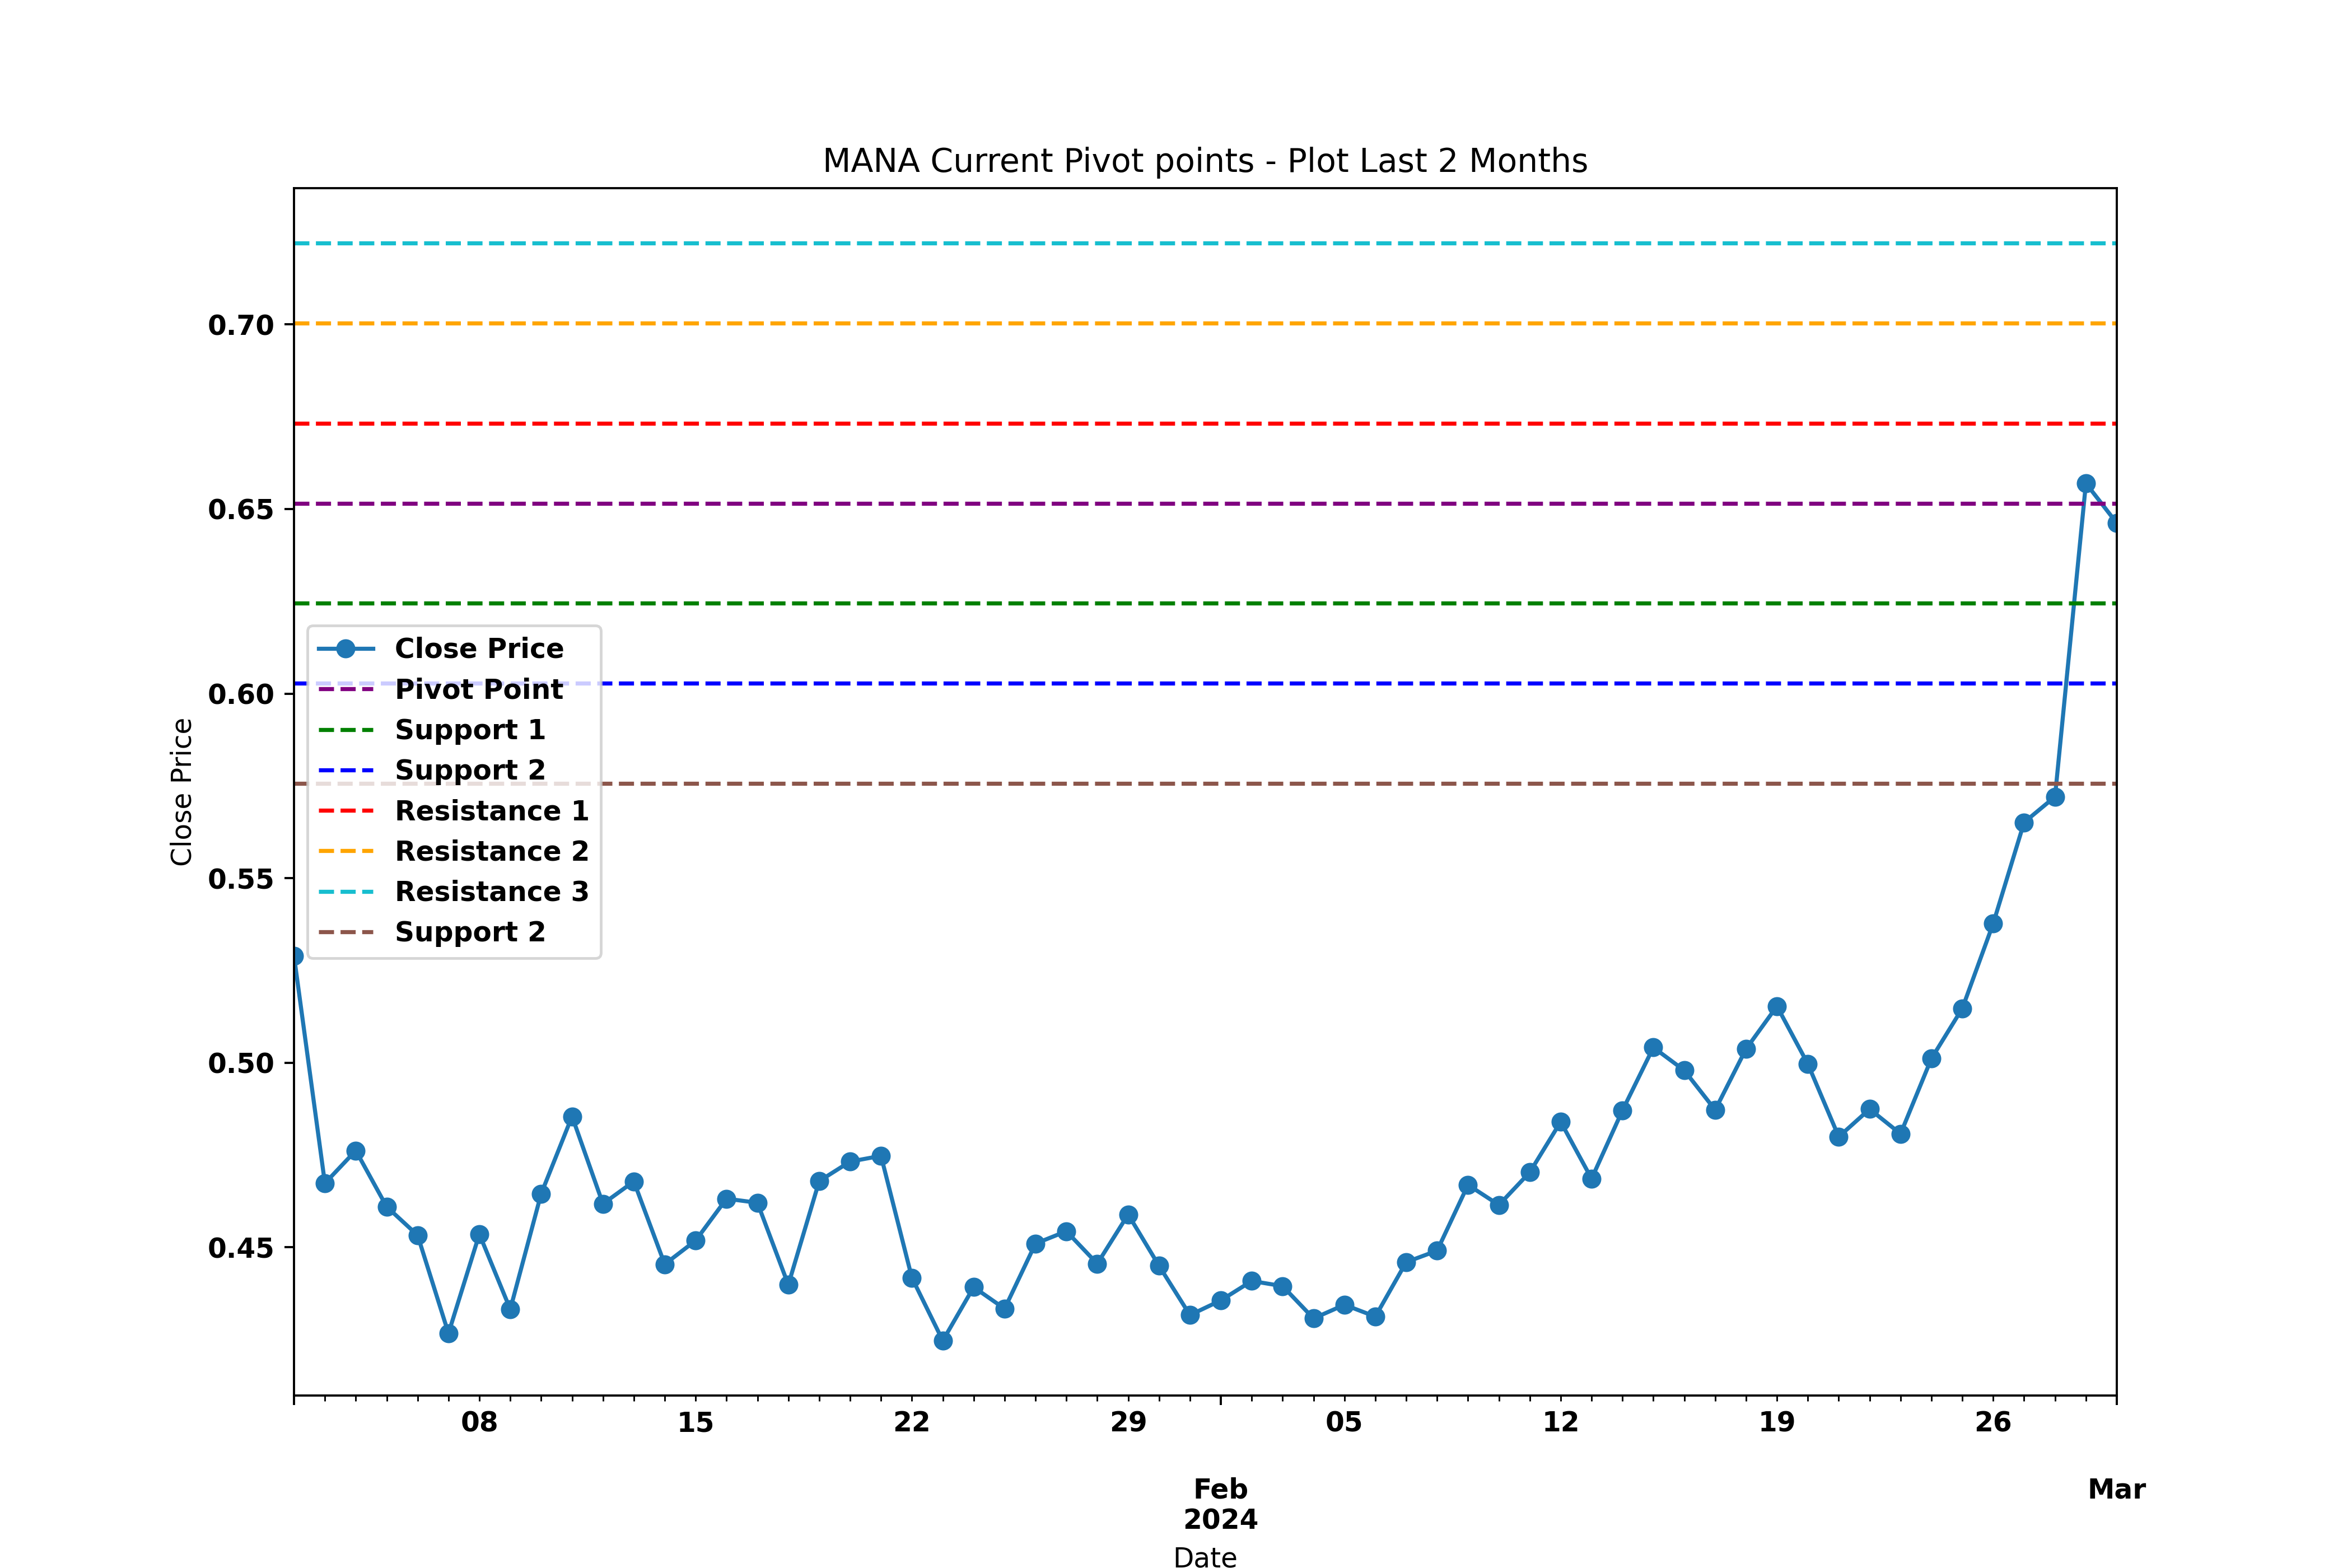 MANA Current Pivot points - Plot Last 2 Months
0.70
0.65
0.60
0.55
0.50
0.45
Close Price
Close Price
Pivot Point
Support 1
Support 2
Resistance 1
Resistance 2
Resistance 3
Support 2
08 15 22 29 05 12 19 26
Feb Mar
2024
Date